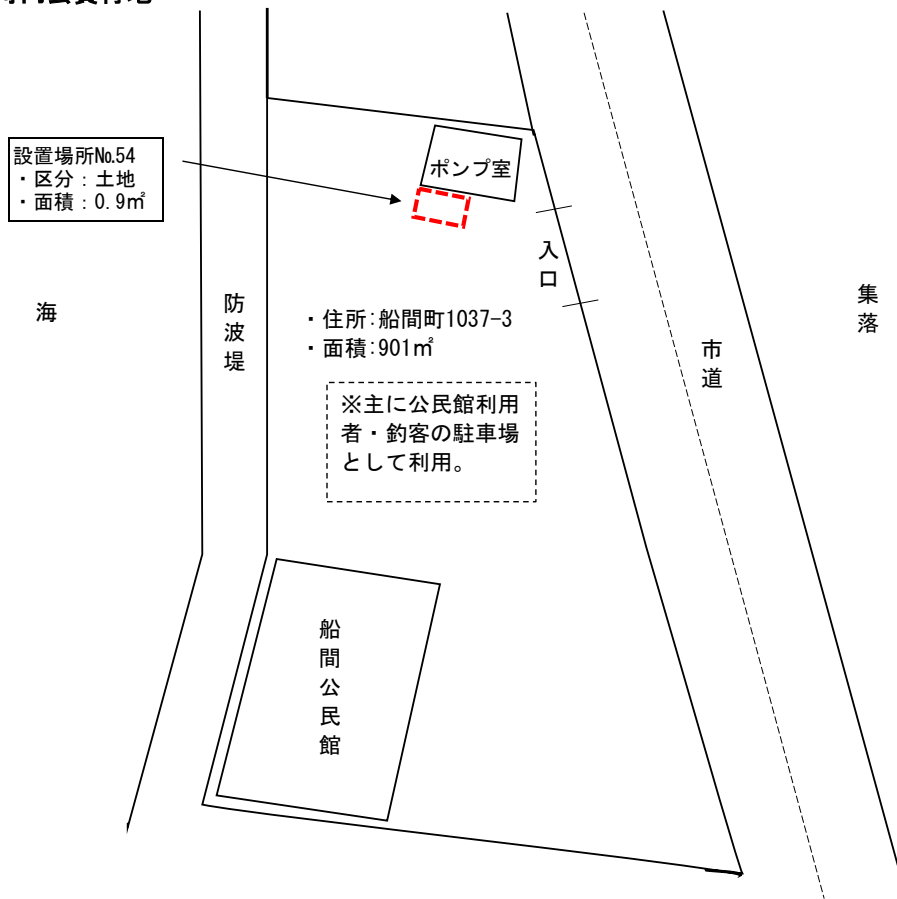 設置場所№54
・区分：土地
・面積：0.9㎡
ポンプ室
入口
海
防波堤
・住所：船間町1037-3
・面積：901㎡
市道
集落
※主に公民館利用
者・釣客の駐車場
として利用。
船間公民館